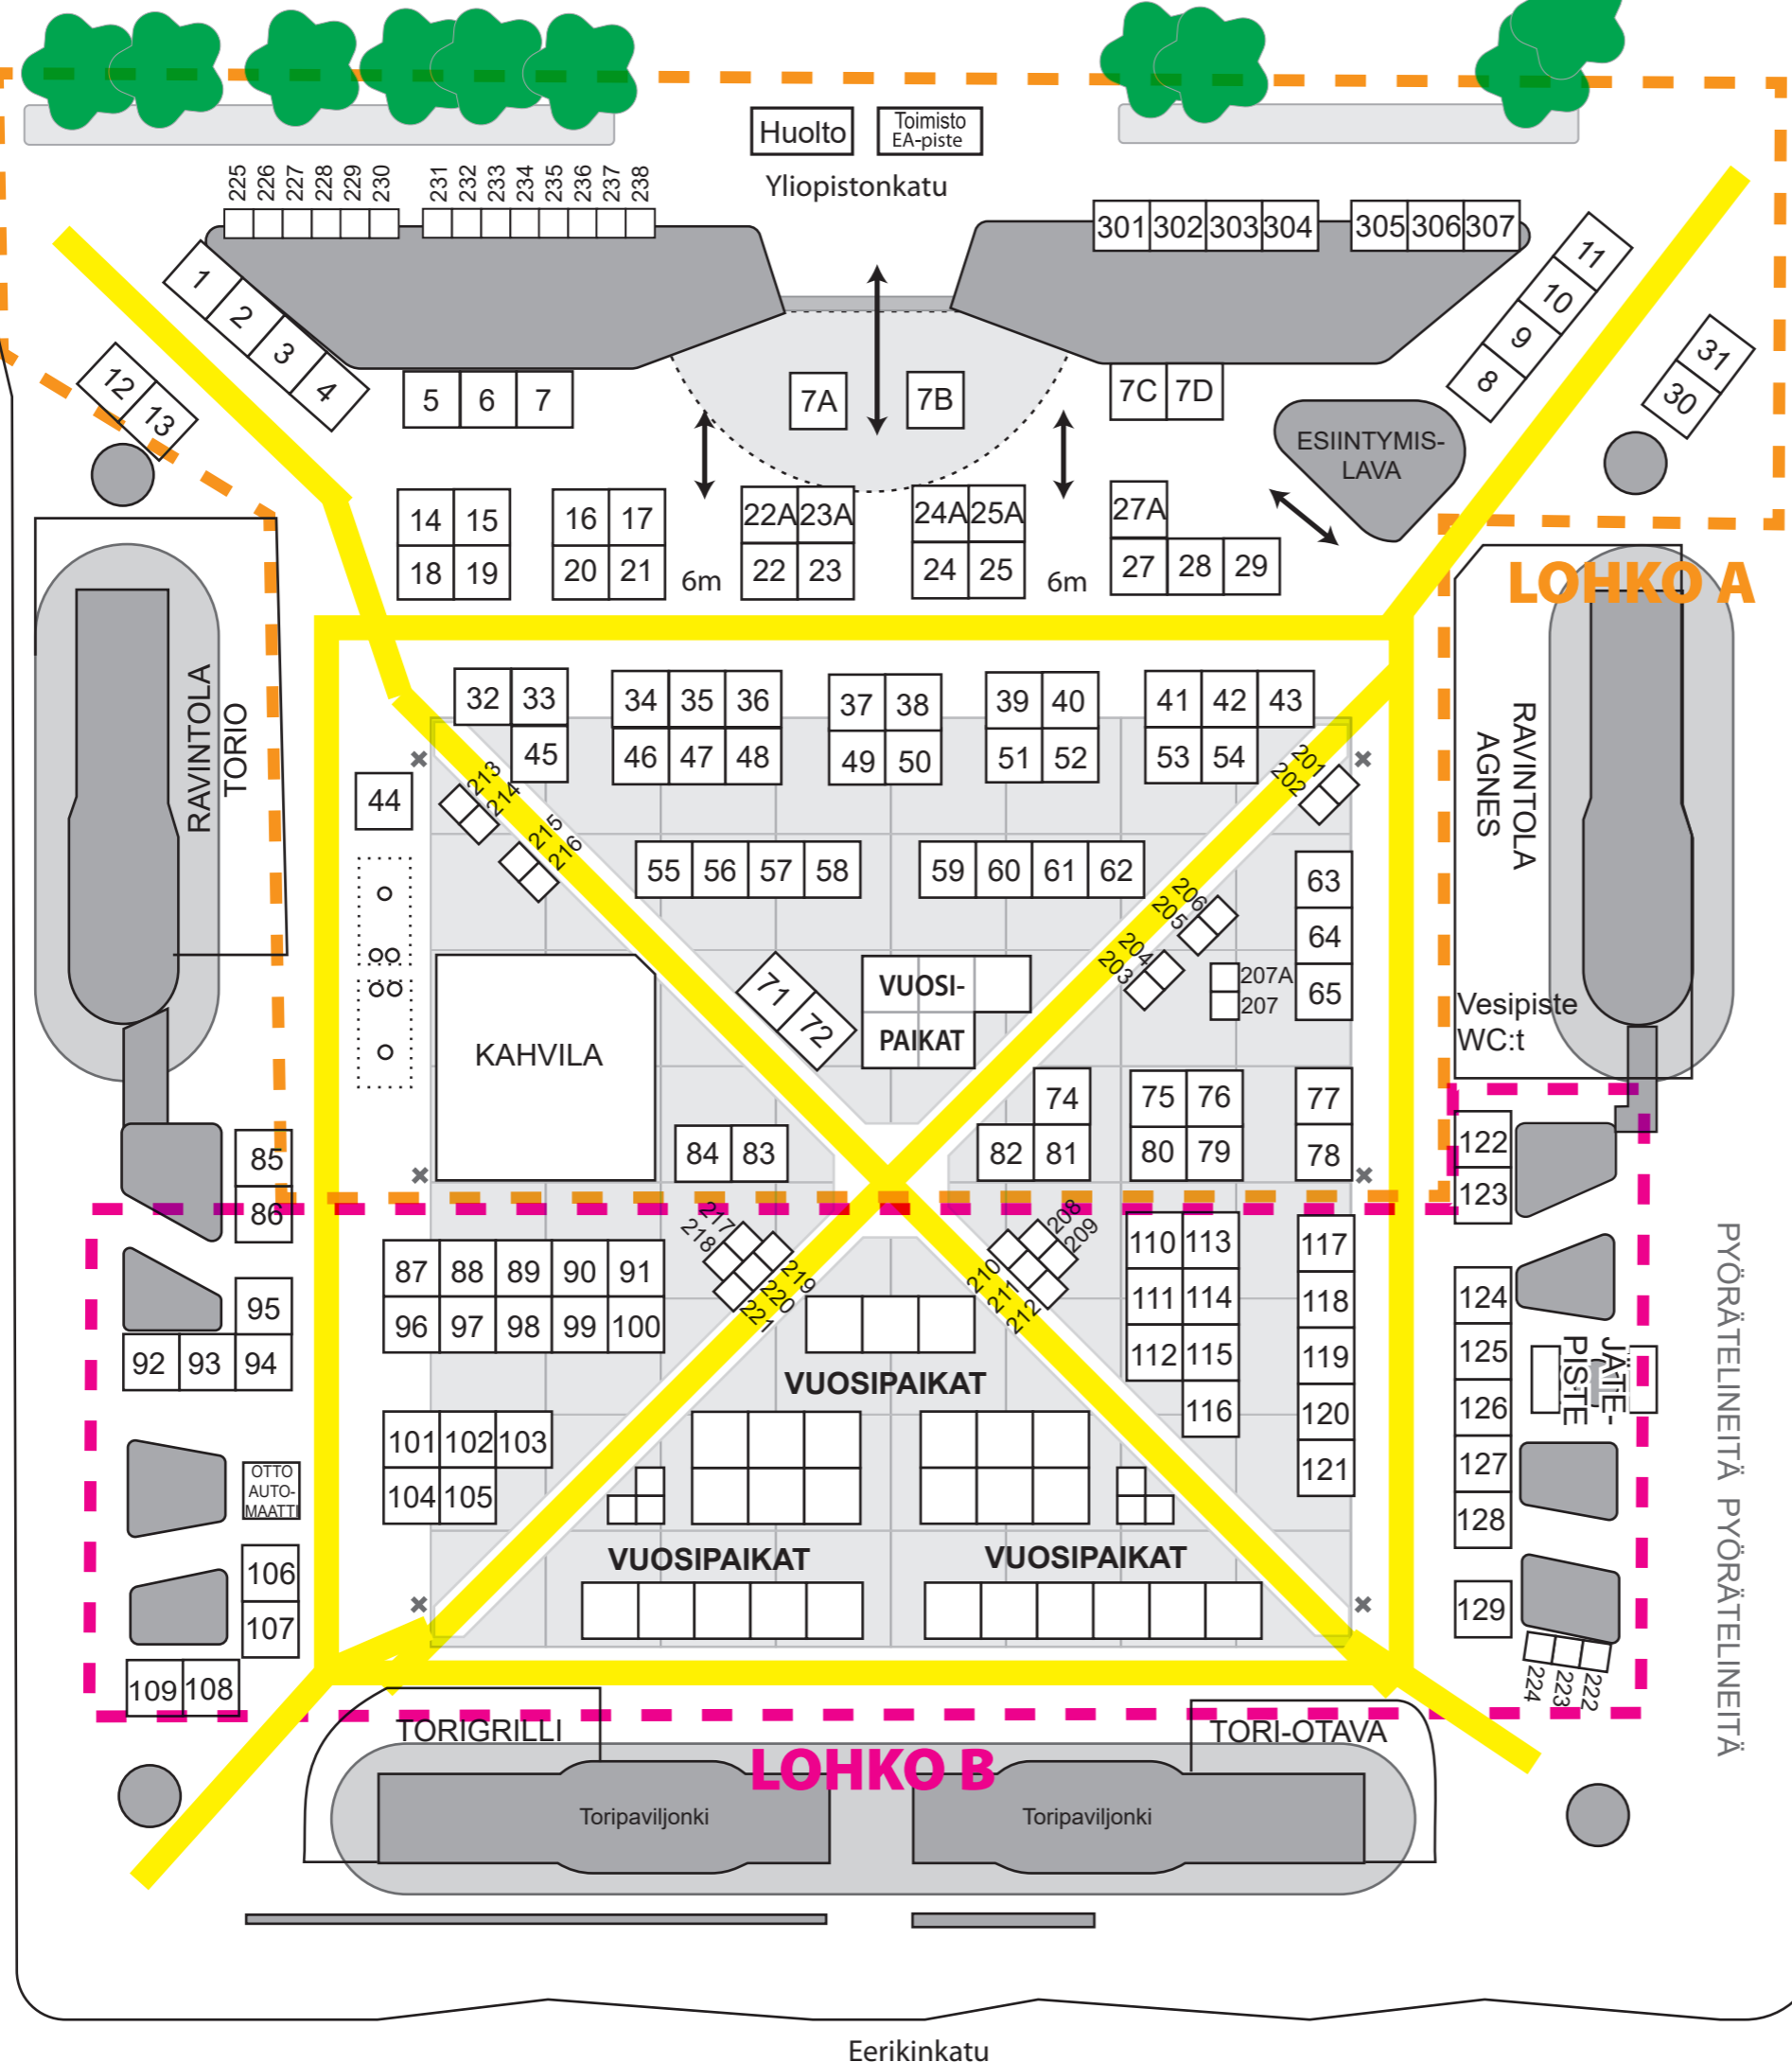 Huolto
Toimisto
EA-piste
Yliopistonkatu
225 226 227 228 229 230 231 232 233 234 235 236 237 238
301 302 303 304 305 306 307
1 2 3 4
11
10
9
8
31
30
12 13
5 6 7
7A 7B
7C 7D
ESIINTYMIS-
LAVA
14 15 16 17 22A 23A 24A 25A 27A
18 19 20 21 6m 22 23 24 25 6m 27 28 29
LOHKO A
RAVINTOLA
TORIO
RAVINTOLA
AGNES
32 33 34 35 36 37 38 39 40 41 42 43
45 46 47 48 49 50 51 52 53 54
44
213
214
215
216
201
202
55 56 57 58 59 60 61 62
63
64
65
206
205
204
203
207A
207
71
72
VUOSI-
PAIKAT
KAHVILA
Vesipiste
WC:t
74 75 76 77
84 83 82 81 80 79 78
85
86
122
123
217
218
219
220
221
208
209
210
211
212
87 88 89 90 91
96 97 98 99 100
95
92 93 94
110 113
111 114
112 115
116
117
118
119
120
121
124
125
126
127
128
129
JÄTE-
PISTE
PYÖRÄTELINEITÄ PYÖRÄTELINEITÄ
VUOSIPAIKAT
101 102 103
104 105
OTTO
AUTO-
MAATTI
VUOSIPAIKAT VUOSIPAIKAT
106
107
109 108
224 223 222
TORIGRILLI
TORI-OTAVA
LOHKO B
Toripaviljonki Toripaviljonki
Eerikinkatu